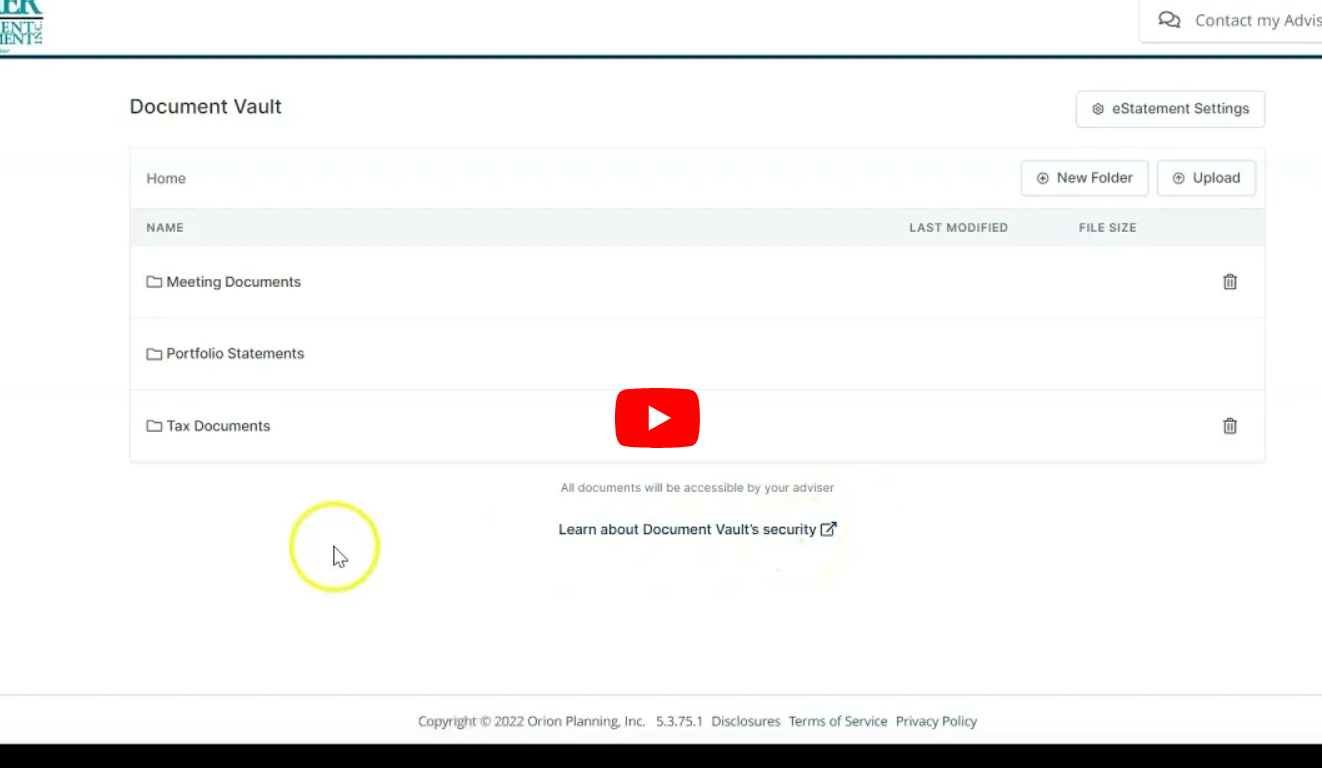 Contact my Advis
Document Vault
eStatement Settings
Home
New Folder
Upload
NAME
LAST MODIFIED
FILE SIZE
Meeting Documents
Portfolio Statements
Tax Documents
All documents will be accessible by your adviser
Learn about Document Vault's security
Copyright © 2022 Orion Planning, Inc. 5.3.75.1 Disclosures Terms of Service Privacy Policy